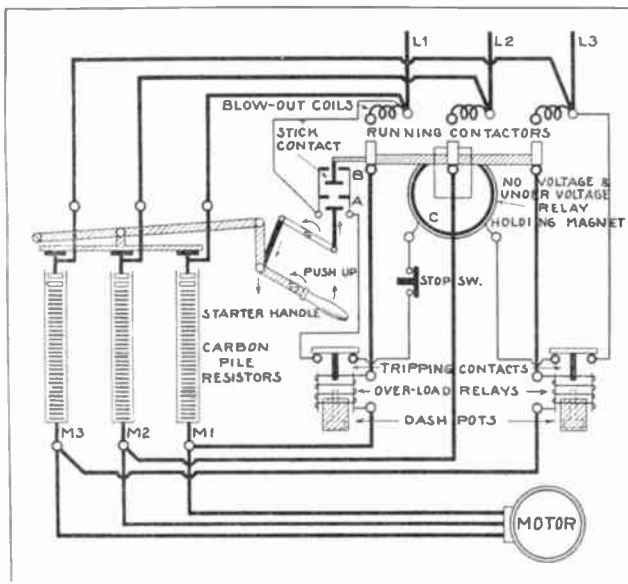 L1 L2 L3
BLOW-OUT COILS
STICK
CONTACT
RUNNING CONTACTORS
B
A
NO VOLTAGE &
UNDER VOLTAGE
RELAY
HOLDING MAGNET
C
PUSH UP
STOP SW.
STARTER HANDLE
CARBON
PILE
RESISTORS
TRIPPING CONTACTS
OVER-LOAD RELAYS
DASH POTS
M3 M2 M1
MOTOR